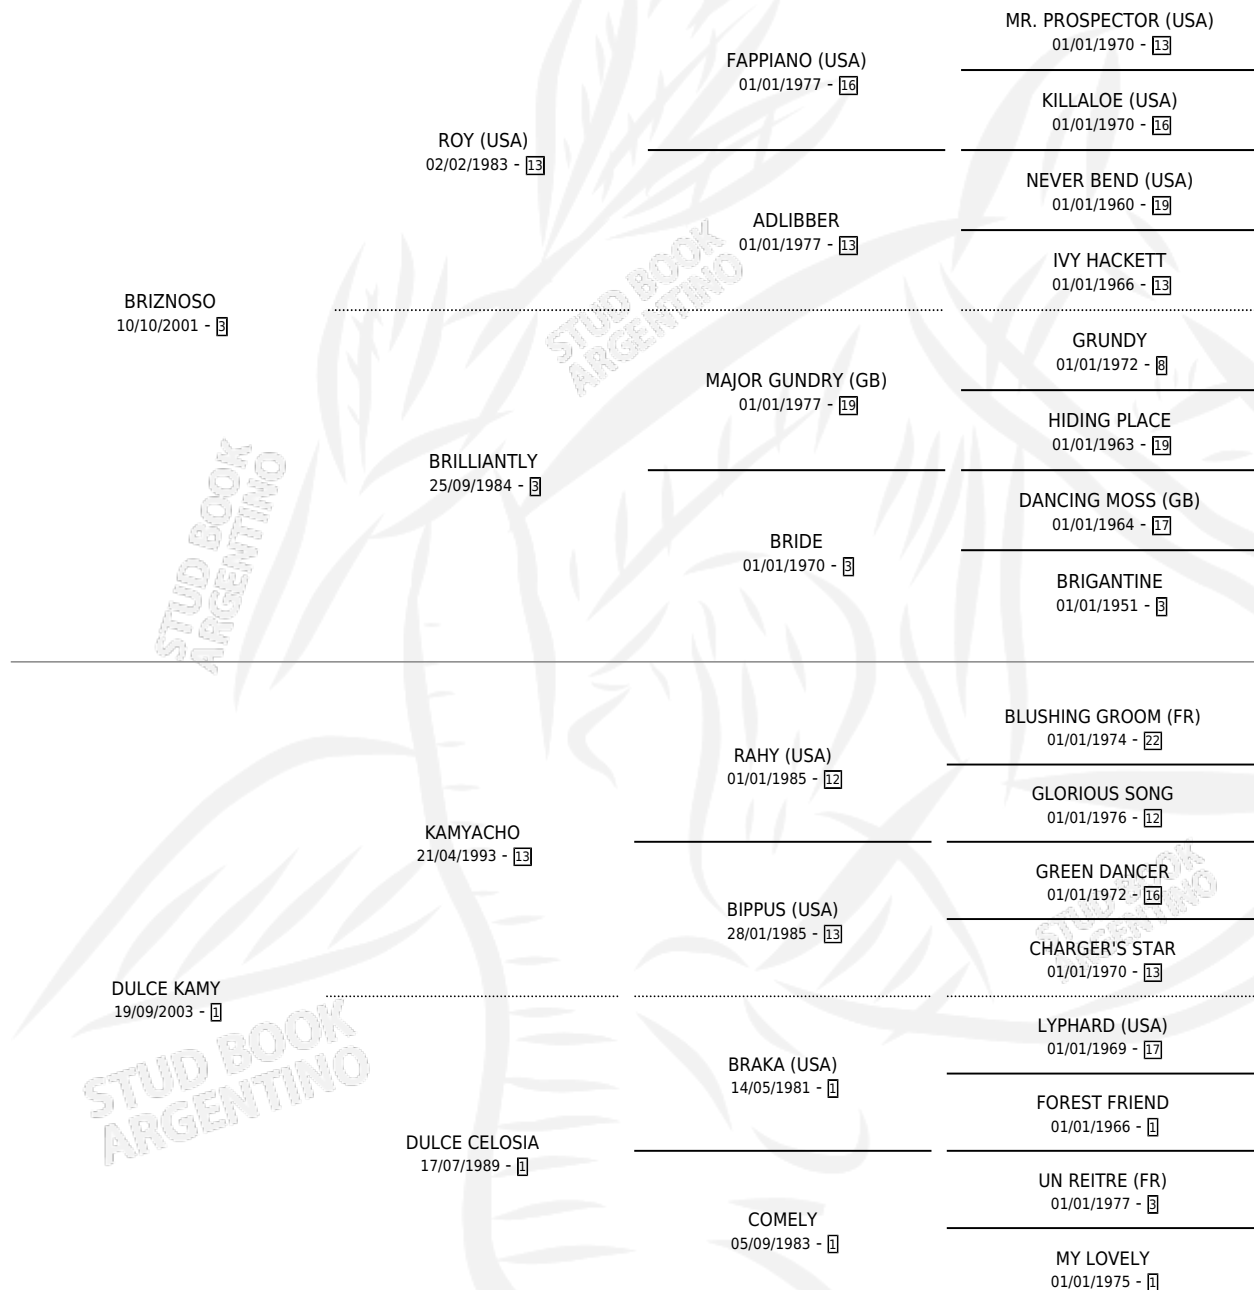 MR. PROSPECTOR (USA)
01/01/1970 - 13
FAPPIANO (USA)
01/01/1977 - 16
KILLALOE (USA)
01/01/1970 - 16
ROY (USA)
02/02/1983 - 13
NEVER BEND (USA)
01/01/1960 - 19
ADLIBBER
01/01/1977 - 13
IVY HACKETT
01/01/1966 - 13
BRIZNOSO
10/10/2001 - 3
GRUNDY
01/01/1972 - 8
MAJOR GUNDRY (GB)
01/01/1977 - 19
HIDING PLACE
01/01/1963 - 19
BRILLIANTLY
25/09/1984 - 3
DANCING MOSS (GB)
01/01/1964 - 17
BRIDE
01/01/1970 - 3
BRIGANTINE
01/01/1951 - 3
BLUSHING GROOM (FR)
01/01/1974 - 22
RAHY (USA)
01/01/1985 - 12
GLORIOUS SONG
01/01/1976 - 12
KAMYACHO
21/04/1993 - 13
GREEN DANCER
01/01/1972 - 16
BIPPUS (USA)
28/01/1985 - 13
CHARGER'S STAR
01/01/1970 - 13
DULCE KAMY
19/09/2003 - 1
LYPHARD (USA)
01/01/1969 - 17
BRAKA (USA)
14/05/1981 - 1
FOREST FRIEND
01/01/1966 - 1
DULCE CELOSIA
17/07/1989 - 1
UN REITRE (FR)
01/01/1977 - 3
COMELY
05/09/1983 - 1
MY LOVELY
01/01/1975 - 1
STUD BOOK
ARGENTINO
STUD BOOK
ARGENTINO
STUD BOOK
ARGENTINO
STUD BOOK
ARGENTINO